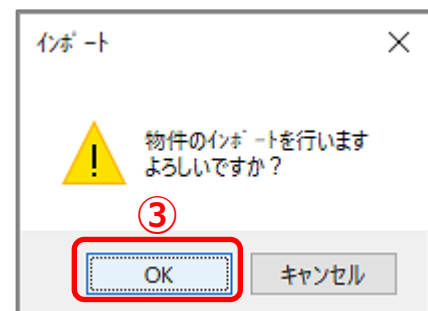 ｲﾝﾎﾟｰﾄ
物件のｲﾝﾎﾟｰﾄを行います
よろしいですか？
③
OK
キャンセル